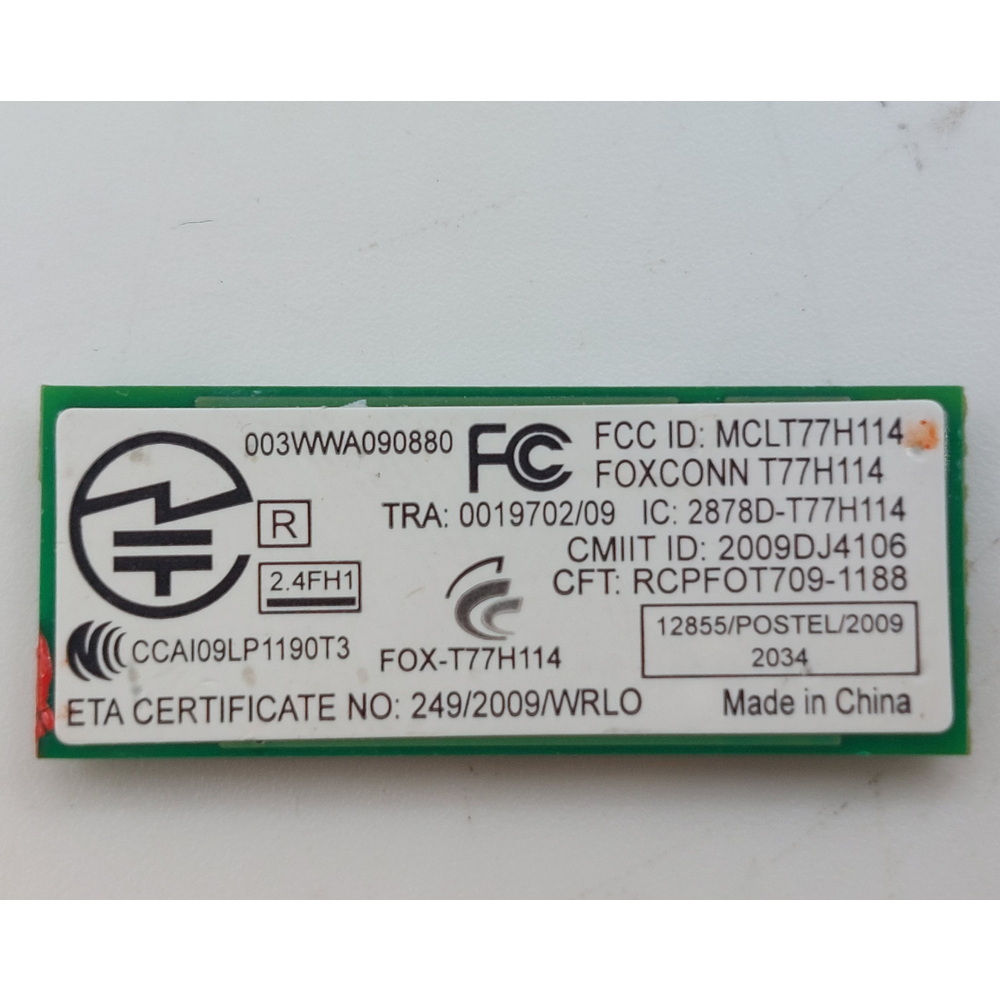 003WWA090880 FC FCC ID: MCLT77H114
FOXCONN T77H114
R TRA: 0019702/09 IC: 2878D-T77H114
CMIIT ID: 2009DJ4106
2.4FH1 CFT: RCPFOT709-1188
12855/POSTEL/2009
2034
CCAI09LP1190T3 FOX-T77H114
ETA CERTIFICATE NO: 249/2009/WRLO Made in China